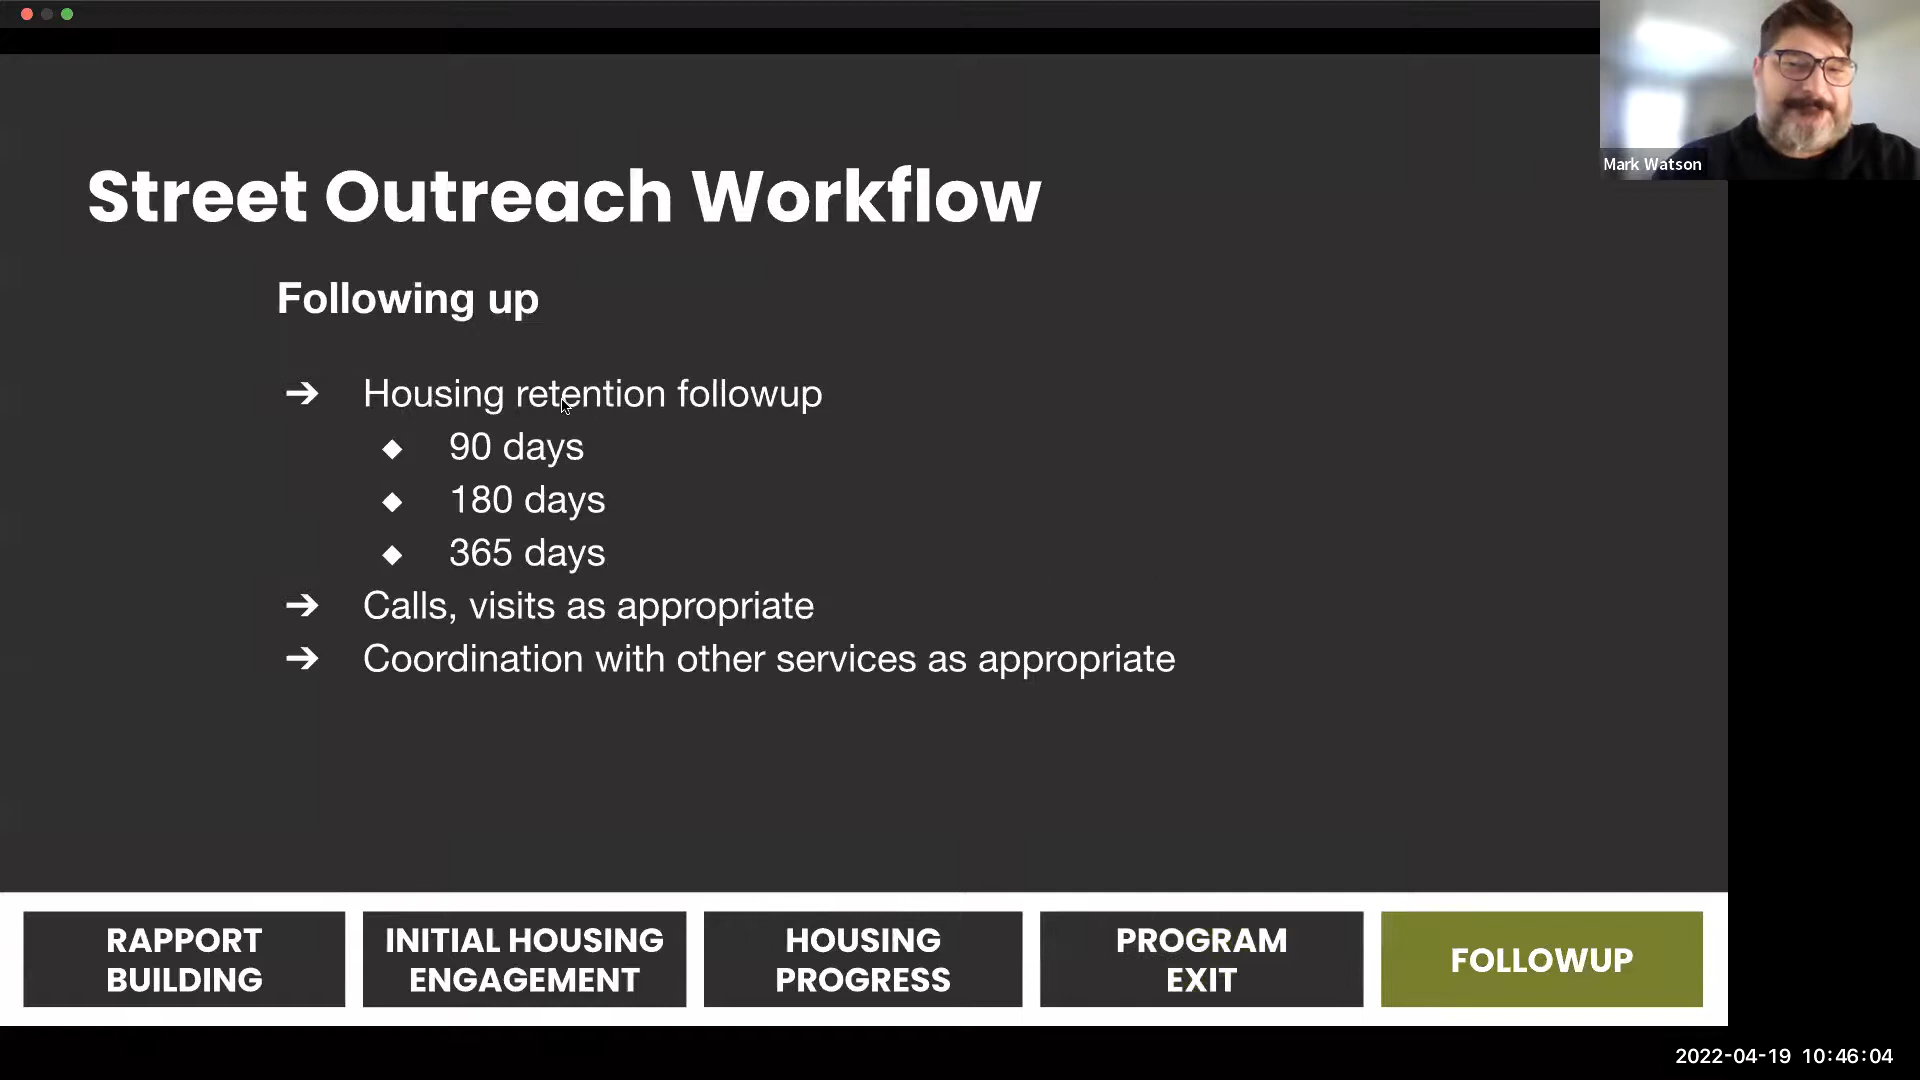 Mark Watson
Street Outreach Workflow
Following up
➔ Housing retention followup
◆ 90 days
◆ 180 days
◆ 365 days
➔ Calls, visits as appropriate
➔ Coordination with other services as appropriate
RAPPORT
BUILDING
INITIAL HOUSING
ENGAGEMENT
HOUSING
PROGRESS
PROGRAM
EXIT
FOLLOWUP
2022-04-19 10:46:04